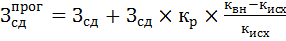 З_сд^прог = З_сд + З_сд × к_р × (к_вн−к_исх)/к_исх